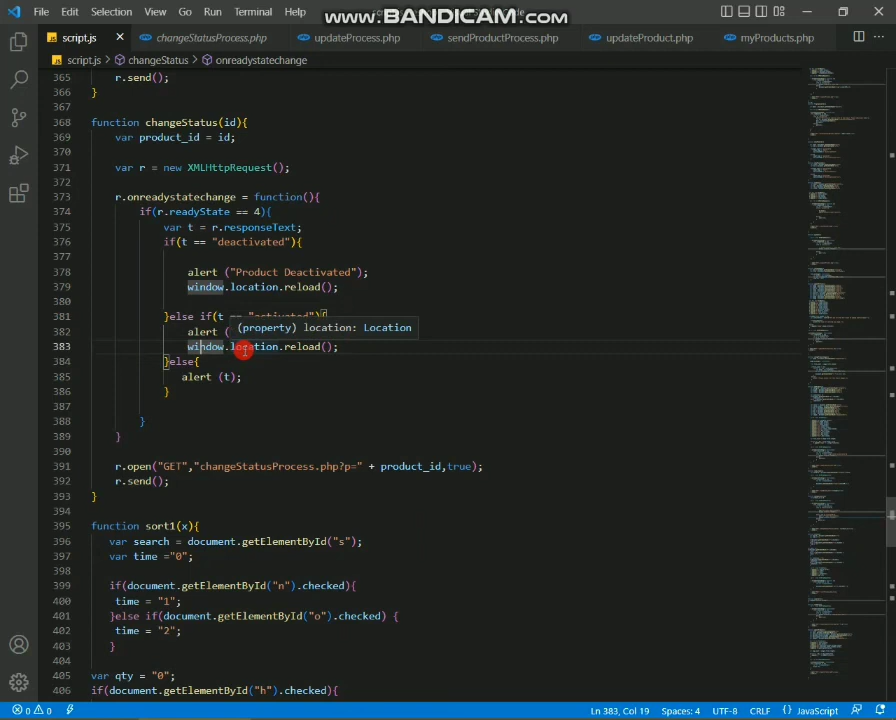 File Edit Selection View Go Run Terminal Help
www.BANDICAM.com
script.js changeStatusProcess.php updateProcess.php sendProductProcess.php updateProduct.php myProducts.php
script.js > changeStatus > onreadystatechange
365 r.send();
366 }
367
368 function changeStatus(id){
369 var product_id = id;
370
371 var r = new XMLHttpRequest();
372
373 r.onreadystatechange = function(){
374 if(r.readyState == 4){
375 var t = r.responseText;
376 if(t == "deactivated"){
377
378 alert ("Product Deactivated");
379 window.location.reload();
380
381 }else if(t == "activated"){
382 alert (
(property) location: Location
383 window.location.reload();
384 }else{
385 alert (t);
386 }
387
388 }
389 }
390
391 r.open("GET","changeStatusProcess.php?p=" + product_id,true);
392 r.send();
393 }
394
395 function sort1(x){
396 var search = document.getElementById("s");
397 var time ="0";
398
399 if(document.getElementById("n").checked){
400 time = "1";
401 }else if(document.getElementById("o").checked) {
402 time = "2";
403 }
404
405 var qty = "0";
406 if(document.getElementById("h").checked){
0 0 Ln 383, Col 19 Spaces: 4 UTF-8 CRLF {} JavaScript